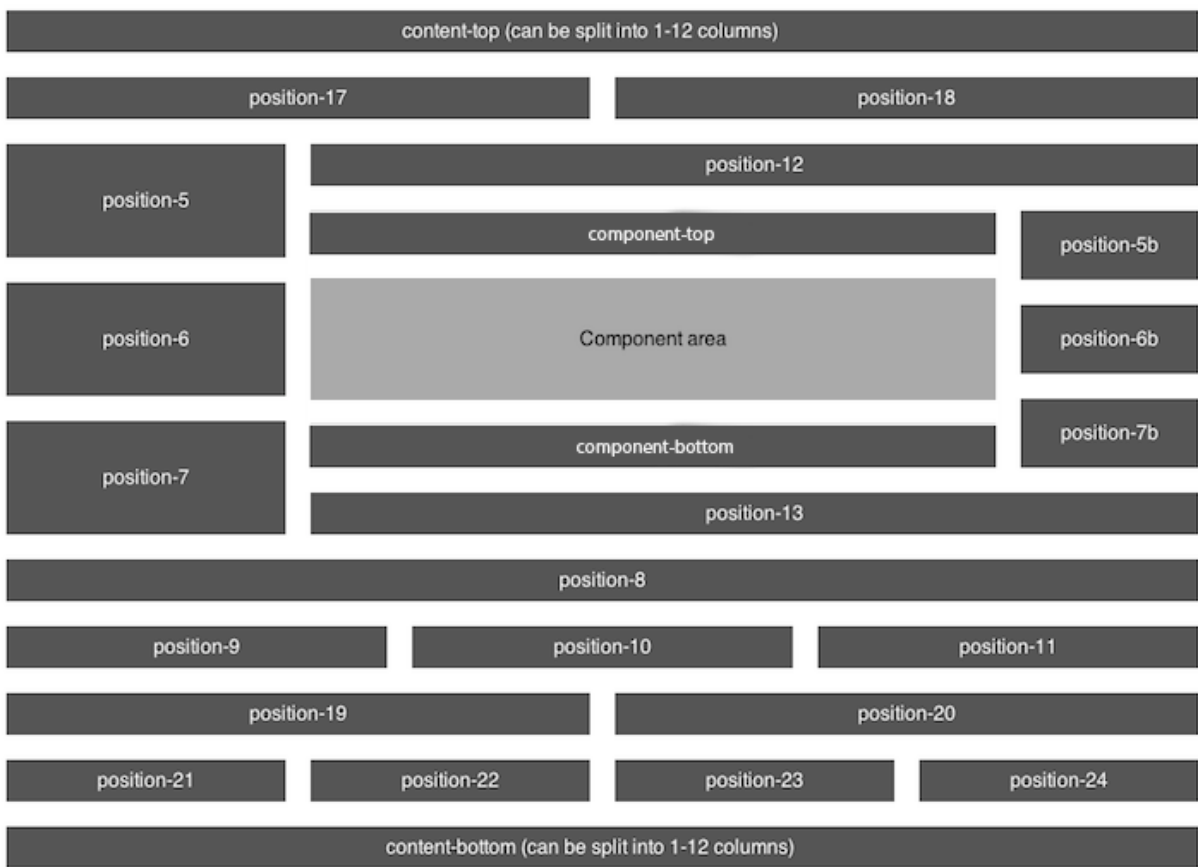 content-top (can be split into 1-12 columns)
position-17
position-18
position-5
position-12
component-top
position-5b
position-6
Component area
position-6b
position-7
component-bottom
position-7b
position-13
position-8
position-9
position-10
position-11
position-19
position-20
position-21
position-22
position-23
position-24
content-bottom (can be split into 1-12 columns)